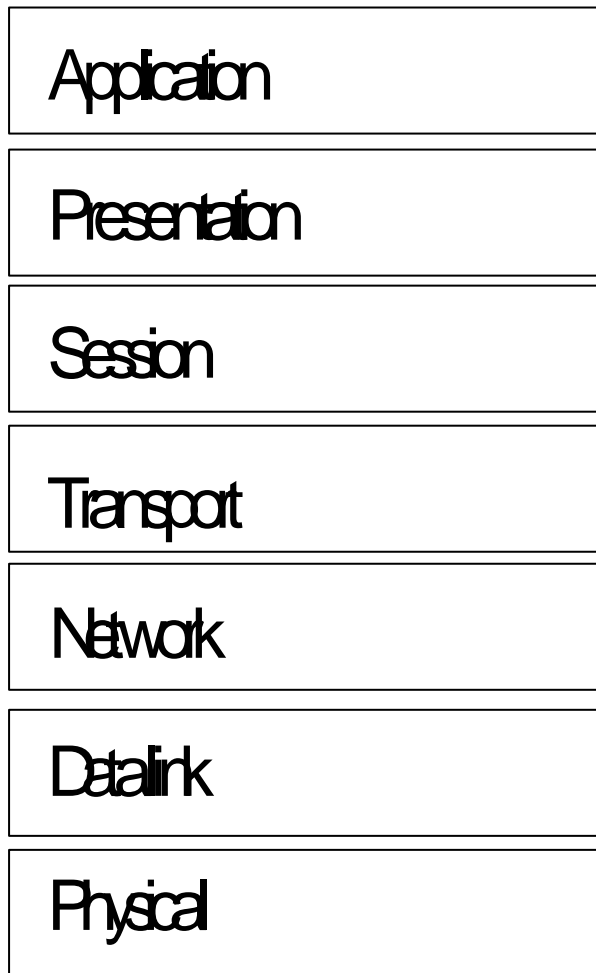 Application
Presentation
Session
Transport
Network
Datalink
Physical